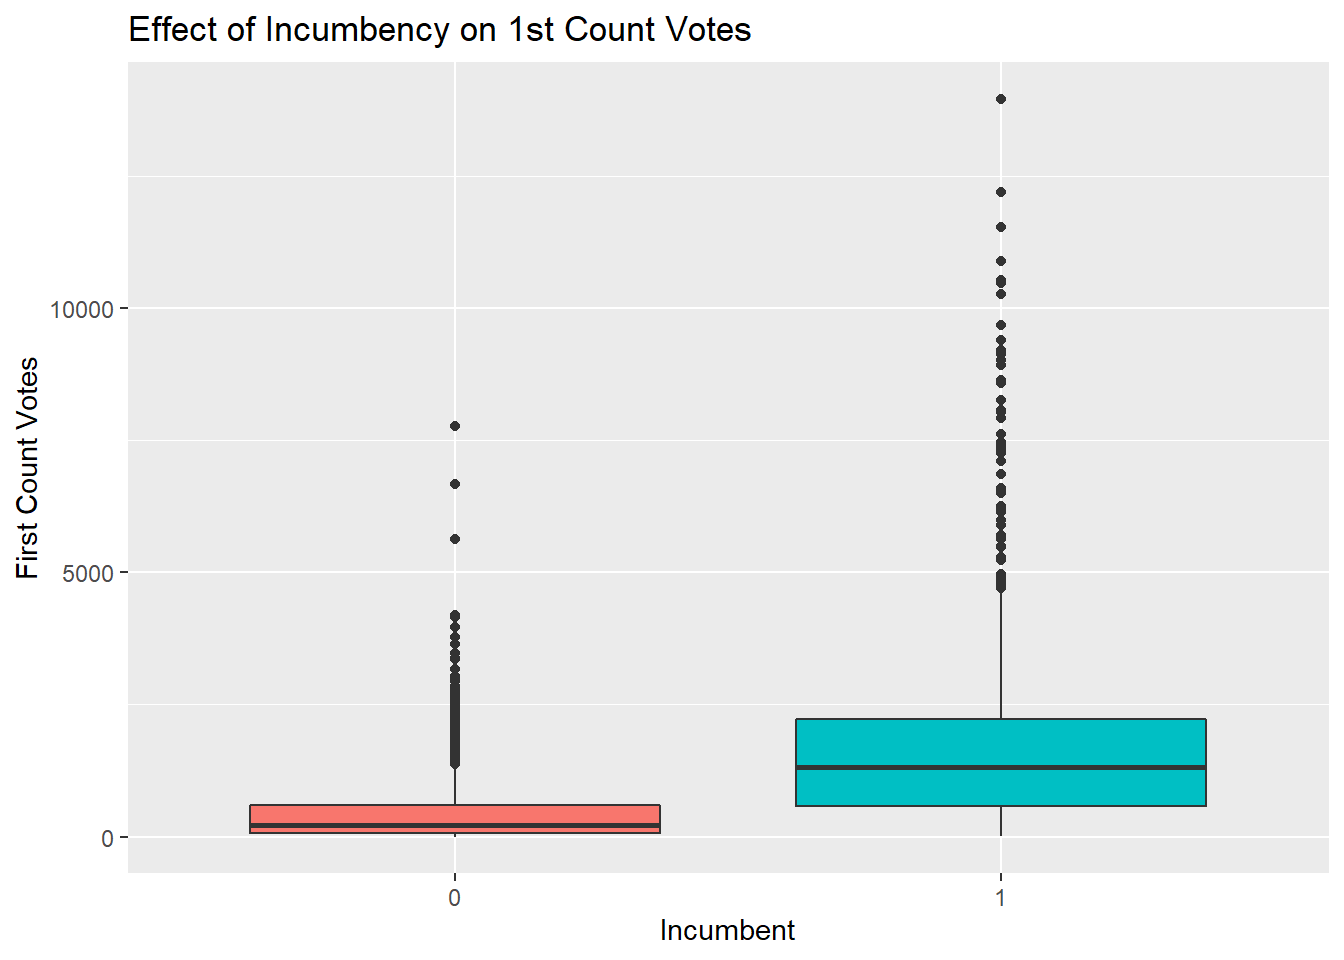 Effect of Incumbency on 1st Count Votes
First Count Votes
10000
5000
0
0 1
Incumbent